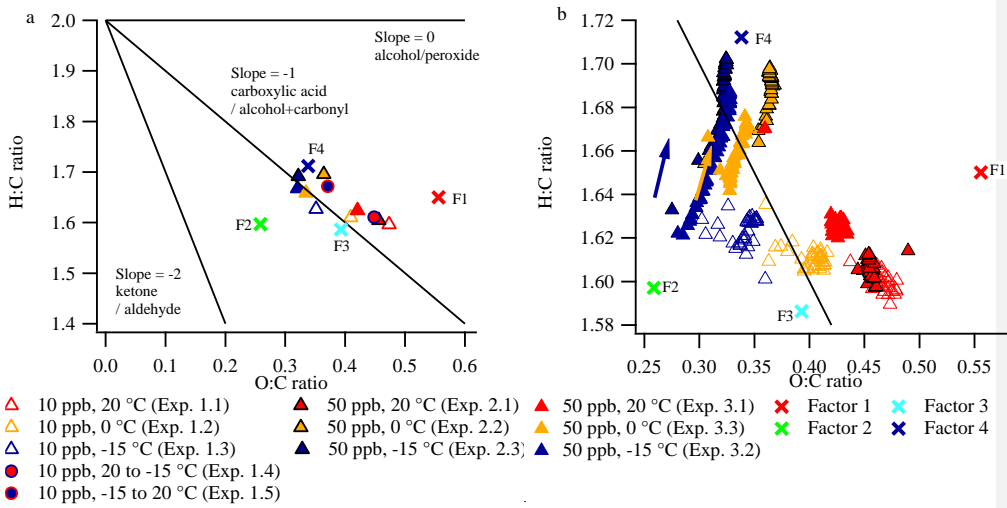 a
b
2.0
1.9
1.8
1.7
1.6
1.5
1.4
H:C ratio
0.0
0.1
0.2
0.3
0.4
0.5
0.6
O:C ratio
Slope = 0
alcohol/peroxide
Slope = -1
carboxylic acid
/ alcohol+carbonyl
Slope = -2
ketone
/ aldehyde
F4
F1
F2
F3
1.72
1.70
1.68
1.66
1.64
1.62
1.60
1.58
H:C ratio
0.25
0.30
0.35
0.40
0.45
0.50
0.55
O:C ratio
F4
F1
F2
F3
10 ppb, 20 °C (Exp. 1.1)
10 ppb, 0 °C (Exp. 1.2)
10 ppb, -15 °C (Exp. 1.3)
10 ppb, 20 to -15 °C (Exp. 1.4)
10 ppb, -15 to 20 °C (Exp. 1.5)
50 ppb, 20 °C (Exp. 2.1)
50 ppb, 0 °C (Exp. 2.2)
50 ppb, -15 °C (Exp. 2.3)
50 ppb, 20 °C (Exp. 3.1)
50 ppb, 0 °C (Exp. 3.3)
50 ppb, -15 °C (Exp. 3.2)
Factor 1
Factor 2
Factor 3
Factor 4